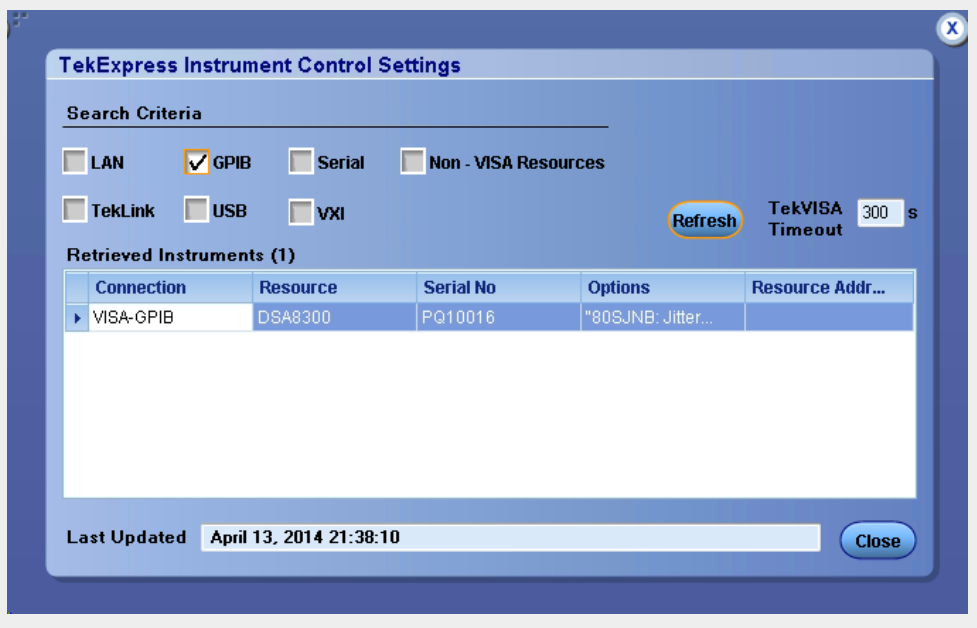 X
TekExpress Instrument Control Settings
Search Criteria
LAN GPIB Serial Non - VISA Resources
TekLink USB VXI
Refresh TekVISA Timeout 300 s
Retrieved Instruments (1)
Connection Resource Serial No Options Resource Addr...
VISA-GPIB DSA8300 PQ10016 "80SJNB: Jitter...
Last Updated April 13, 2014 21:38:10 Close